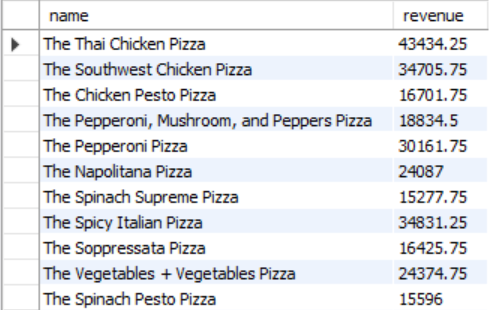 name revenue
The Thai Chicken Pizza 43434.25
The Southwest Chicken Pizza 34705.75
The Chicken Pesto Pizza 16701.75
The Pepperoni, Mushroom, and Peppers Pizza 18834.5
The Pepperoni Pizza 30161.75
The Napolitana Pizza 24087
The Spinach Supreme Pizza 15277.75
The Spicy Italian Pizza 34831.25
The Soppressata Pizza 16425.75
The Vegetables + Vegetables Pizza 24374.75
The Spinach Pesto Pizza 15596